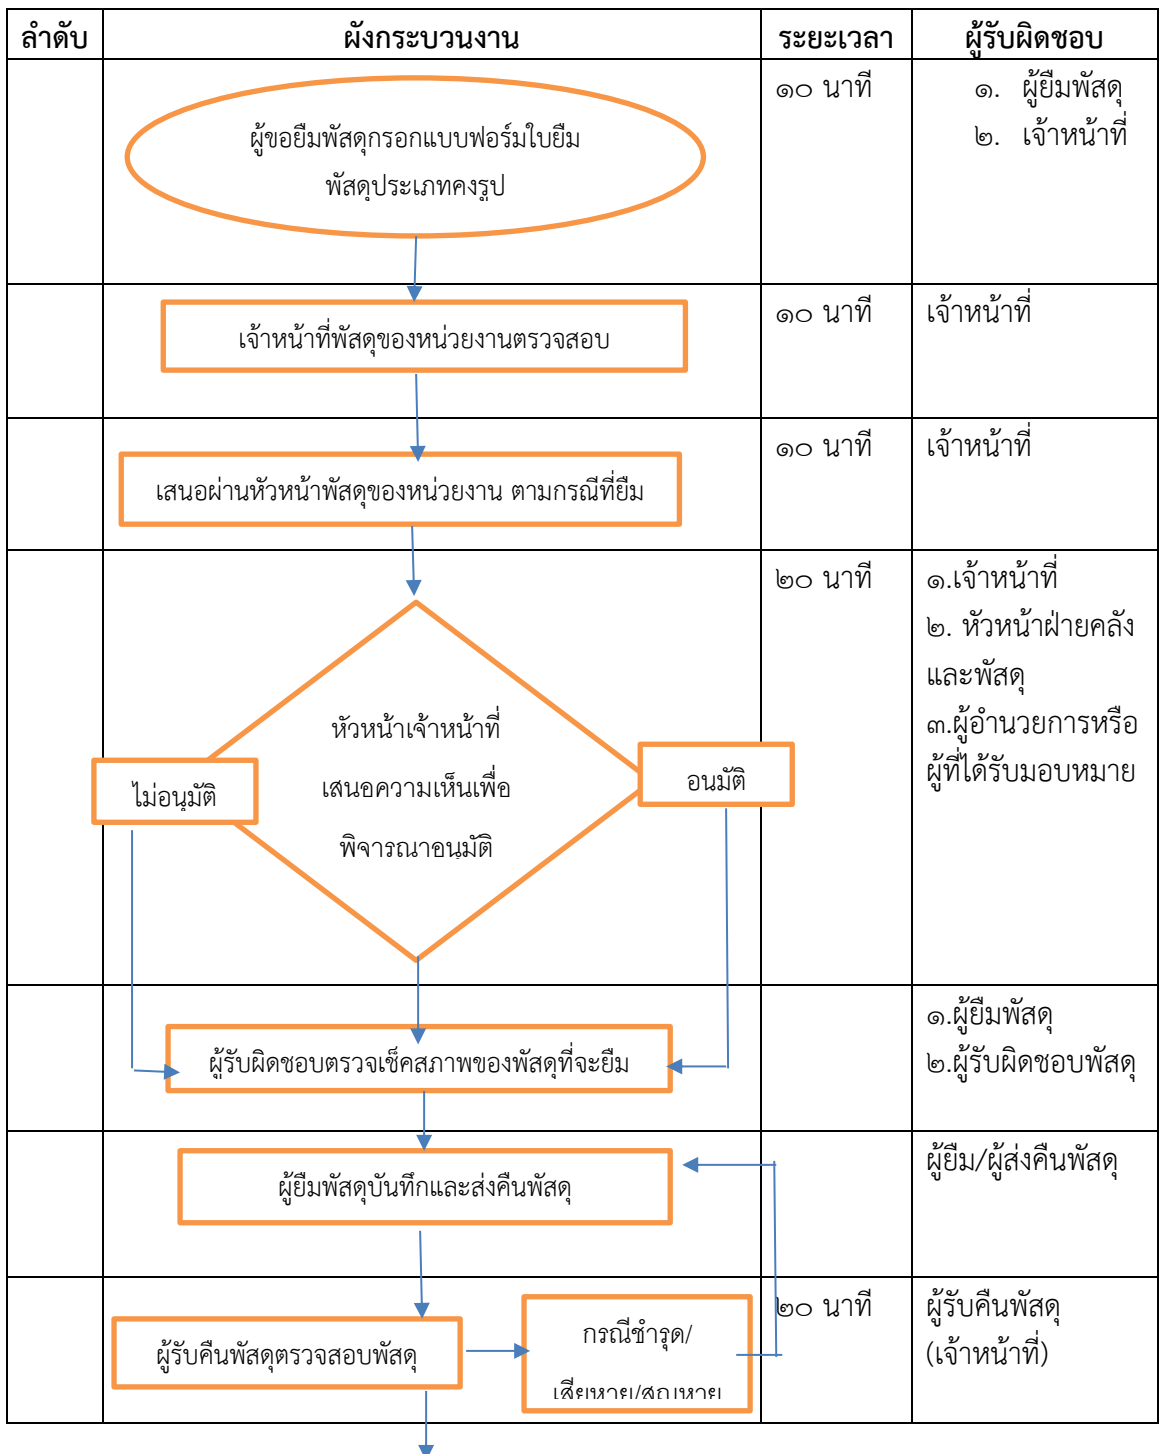 ลำดับ ผังกระบวนงาน ระยะเวลา ผู้รับผิดชอบ
ผู้ขอยืมพัสดุกรอกแบบฟอร์มใบยืม
พัสดุประเภทคงรูป
๑๐ นาที
๑. ผู้ยืมพัสดุ
๒. เจ้าหน้าที่
เจ้าหน้าที่พัสดุของหน่วยงานตรวจสอบ
๑๐ นาที
เจ้าหน้าที่
เสนอผ่านหัวหน้าพัสดุของหน่วยงาน ตามกรณีที่ยืม
๑๐ นาที
เจ้าหน้าที่
หัวหน้าเจ้าหน้าที่
เสนอความเห็นเพื่อ
พิจารณาอนุมัติ
ไม่อนุมัติ
อนมัติ
๒๐ นาที
๑.เจ้าหน้าที่
๒. หัวหน้าฝ่ายคลัง
และพัสดุ
๓.ผู้อำนวยการหรือ
ผู้ที่ได้รับมอบหมาย
ผู้รับผิดชอบตรวจเช็คสภาพของพัสดุที่จะยืม
๑.ผู้ยืมพัสดุ
๒.ผู้รับผิดชอบพัสดุ
ผู้ยืมพัสดุบันทึกและส่งคืนพัสดุ
ผู้ยืม/ผู้ส่งคืนพัสดุ
ผู้รับคืนพัสดุตรวจสอบพัสดุ
กรณีชำรุด/
เสียหาย/สูญหาย
๒๐ นาที
ผู้รับคืนพัสดุ
(เจ้าหน้าที่)